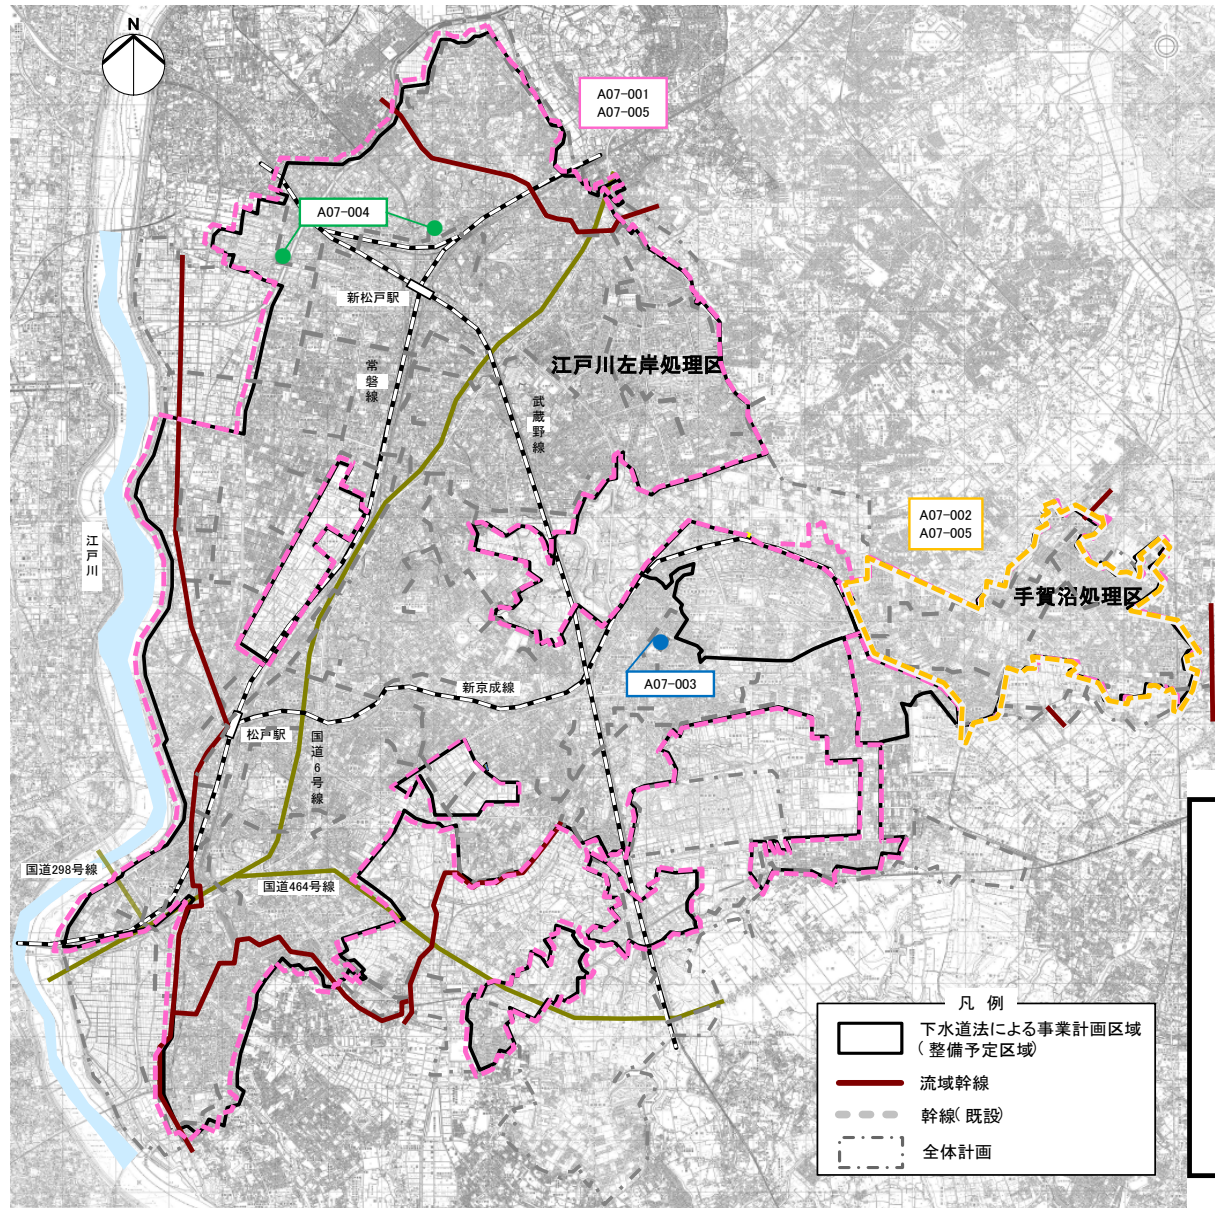 N
A07-001
A07-005
A07-004
新松戸駅
江戸川左岸処理区
常磐線
武蔵野線
A07-002
A07-005
江戸川
手賀沼処理区
A07-003
新京成線
松戸駅
国道6号線
国道298号線
国道464号線
凡 例
下水道法による事業計画区域
(整備予定区域)
流域幹線
幹線(既設)
全体計画